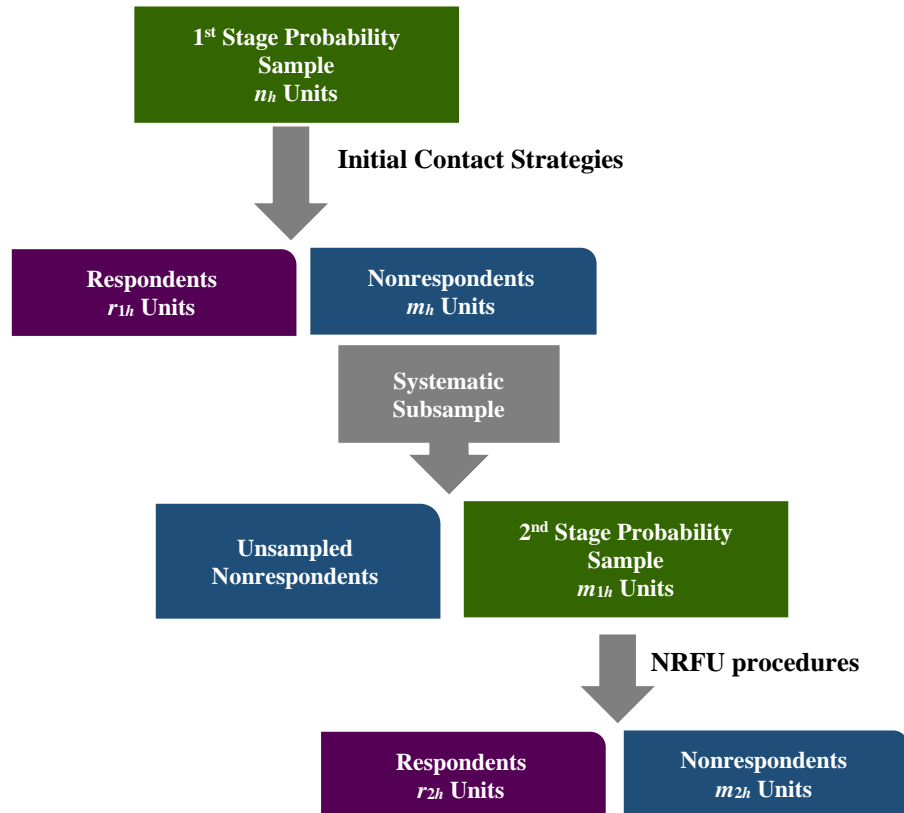 1st Stage Probability
Sample
nh Units
Initial Contact Strategies
Respondents
r1h Units
Nonrespondents
mh Units
Systematic
Subsample
Unsampled
Nonrespondents
2nd Stage Probability
Sample
m1h Units
NRFU procedures
Respondents
r2h Units
Nonrespondents
m2h Units